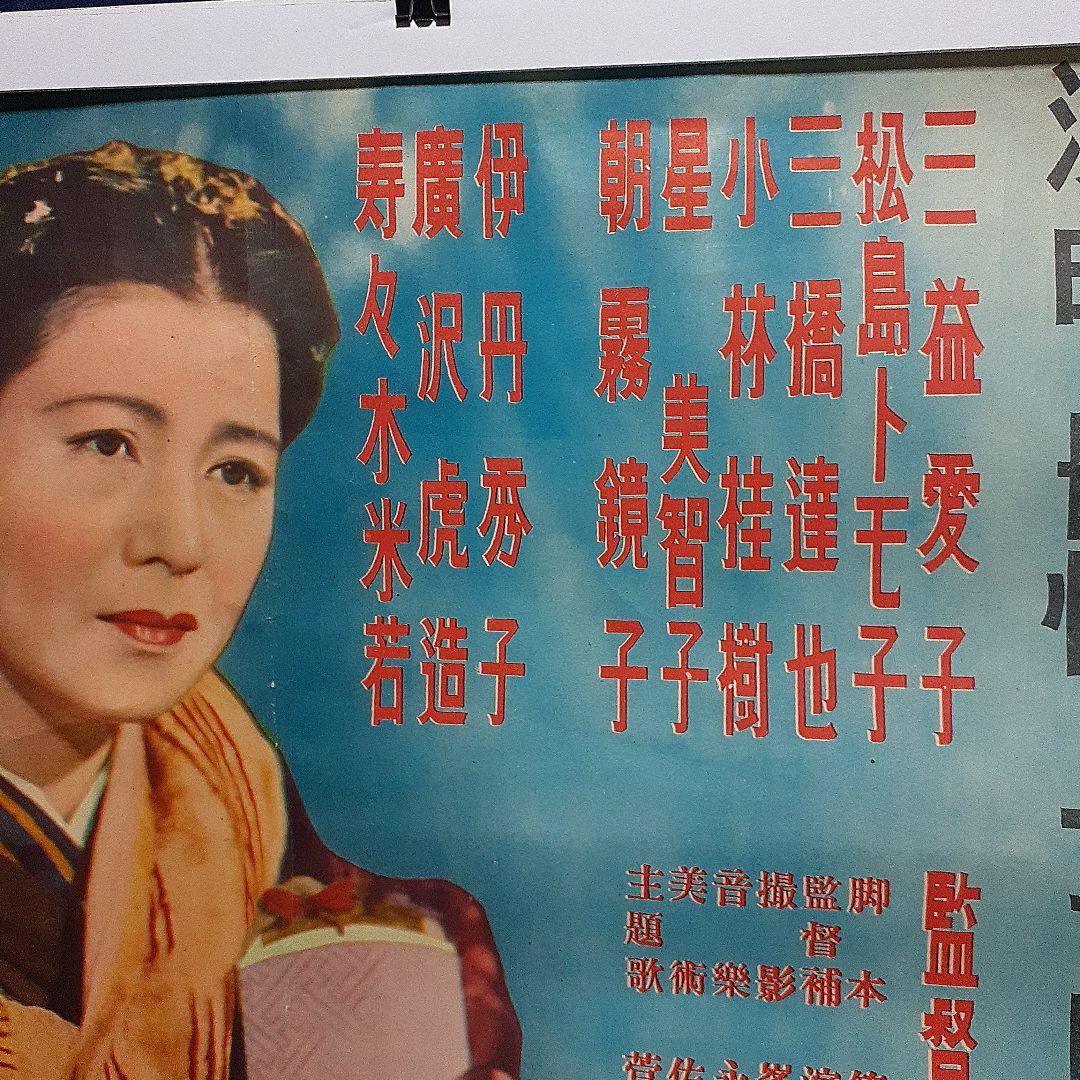 三益愛子
松島トモ子
三橋達也
小林桂樹
星美智子
朝霧鏡子
伊丹秀子
廣沢虎造
寿々木米若
監督
脚本
監督補
撮影
音樂
美術
主題歌